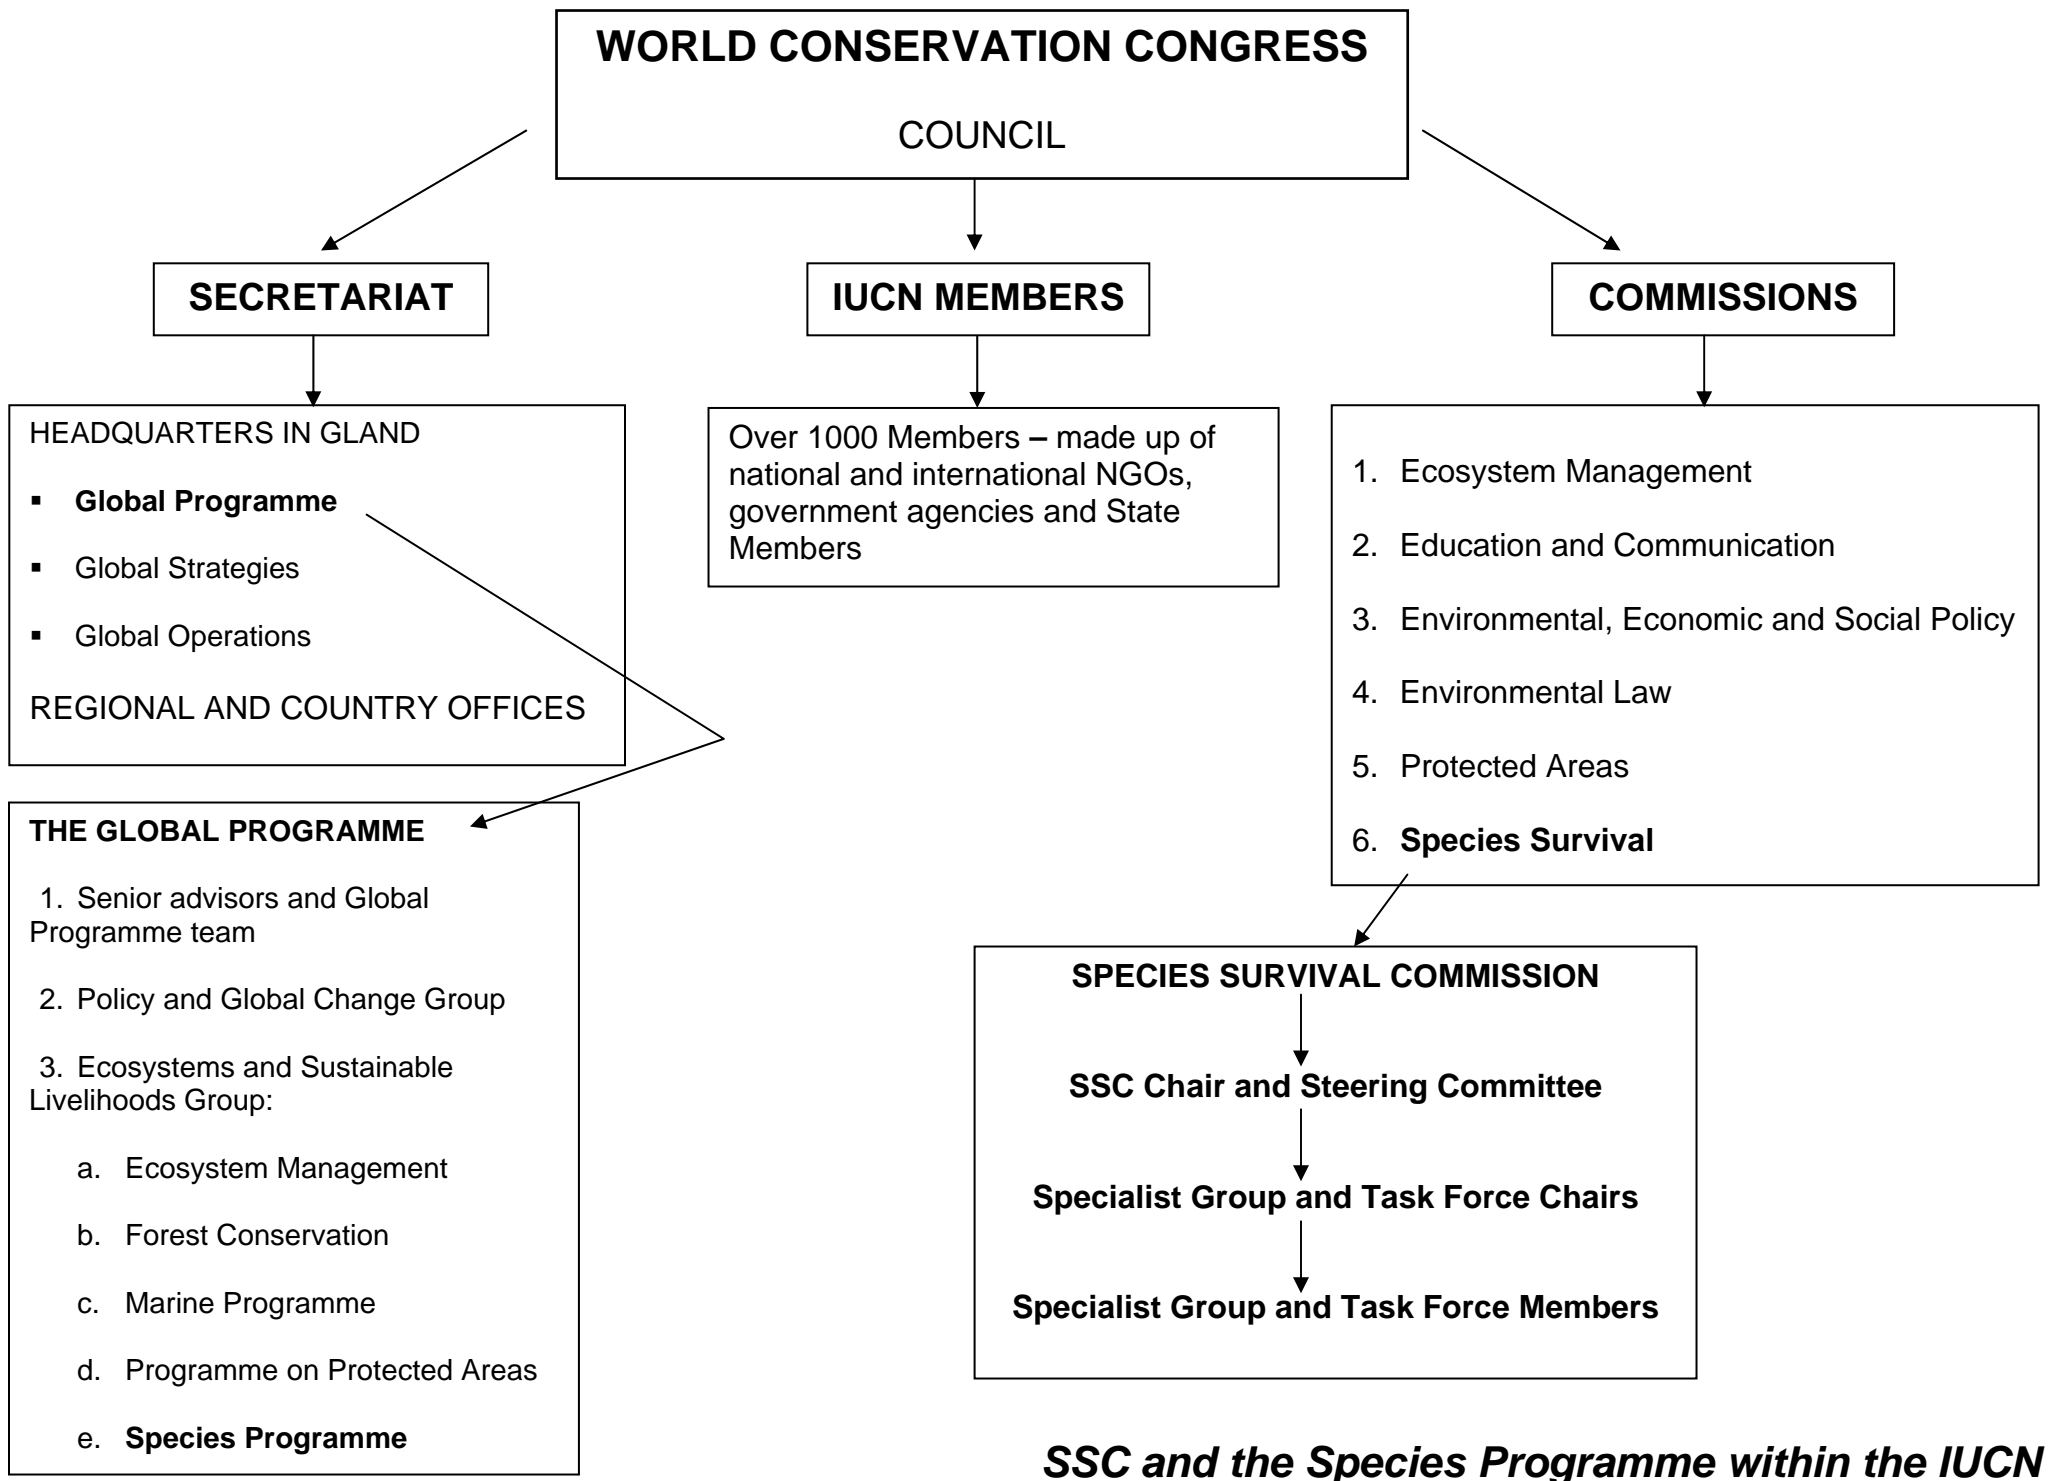 WORLD CONSERVATION CONGRESS
COUNCIL
SECRETARIAT
IUCN MEMBERS
COMMISSIONS
HEADQUARTERS IN GLAND
▪ Global Programme
▪ Global Strategies
▪ Global Operations
REGIONAL AND COUNTRY OFFICES
Over 1000 Members – made up of
national and international NGOs,
government agencies and State
Members
1. Ecosystem Management
2. Education and Communication
3. Environmental, Economic and Social Policy
4. Environmental Law
5. Protected Areas
6. Species Survival
THE GLOBAL PROGRAMME
1. Senior advisors and Global
Programme team
2. Policy and Global Change Group
3. Ecosystems and Sustainable
Livelihoods Group:
a. Ecosystem Management
b. Forest Conservation
c. Marine Programme
d. Programme on Protected Areas
e. Species Programme
SPECIES SURVIVAL COMMISSION
SSC Chair and Steering Committee
Specialist Group and Task Force Chairs
Specialist Group and Task Force Members
SSC and the Species Programme within the IUCN